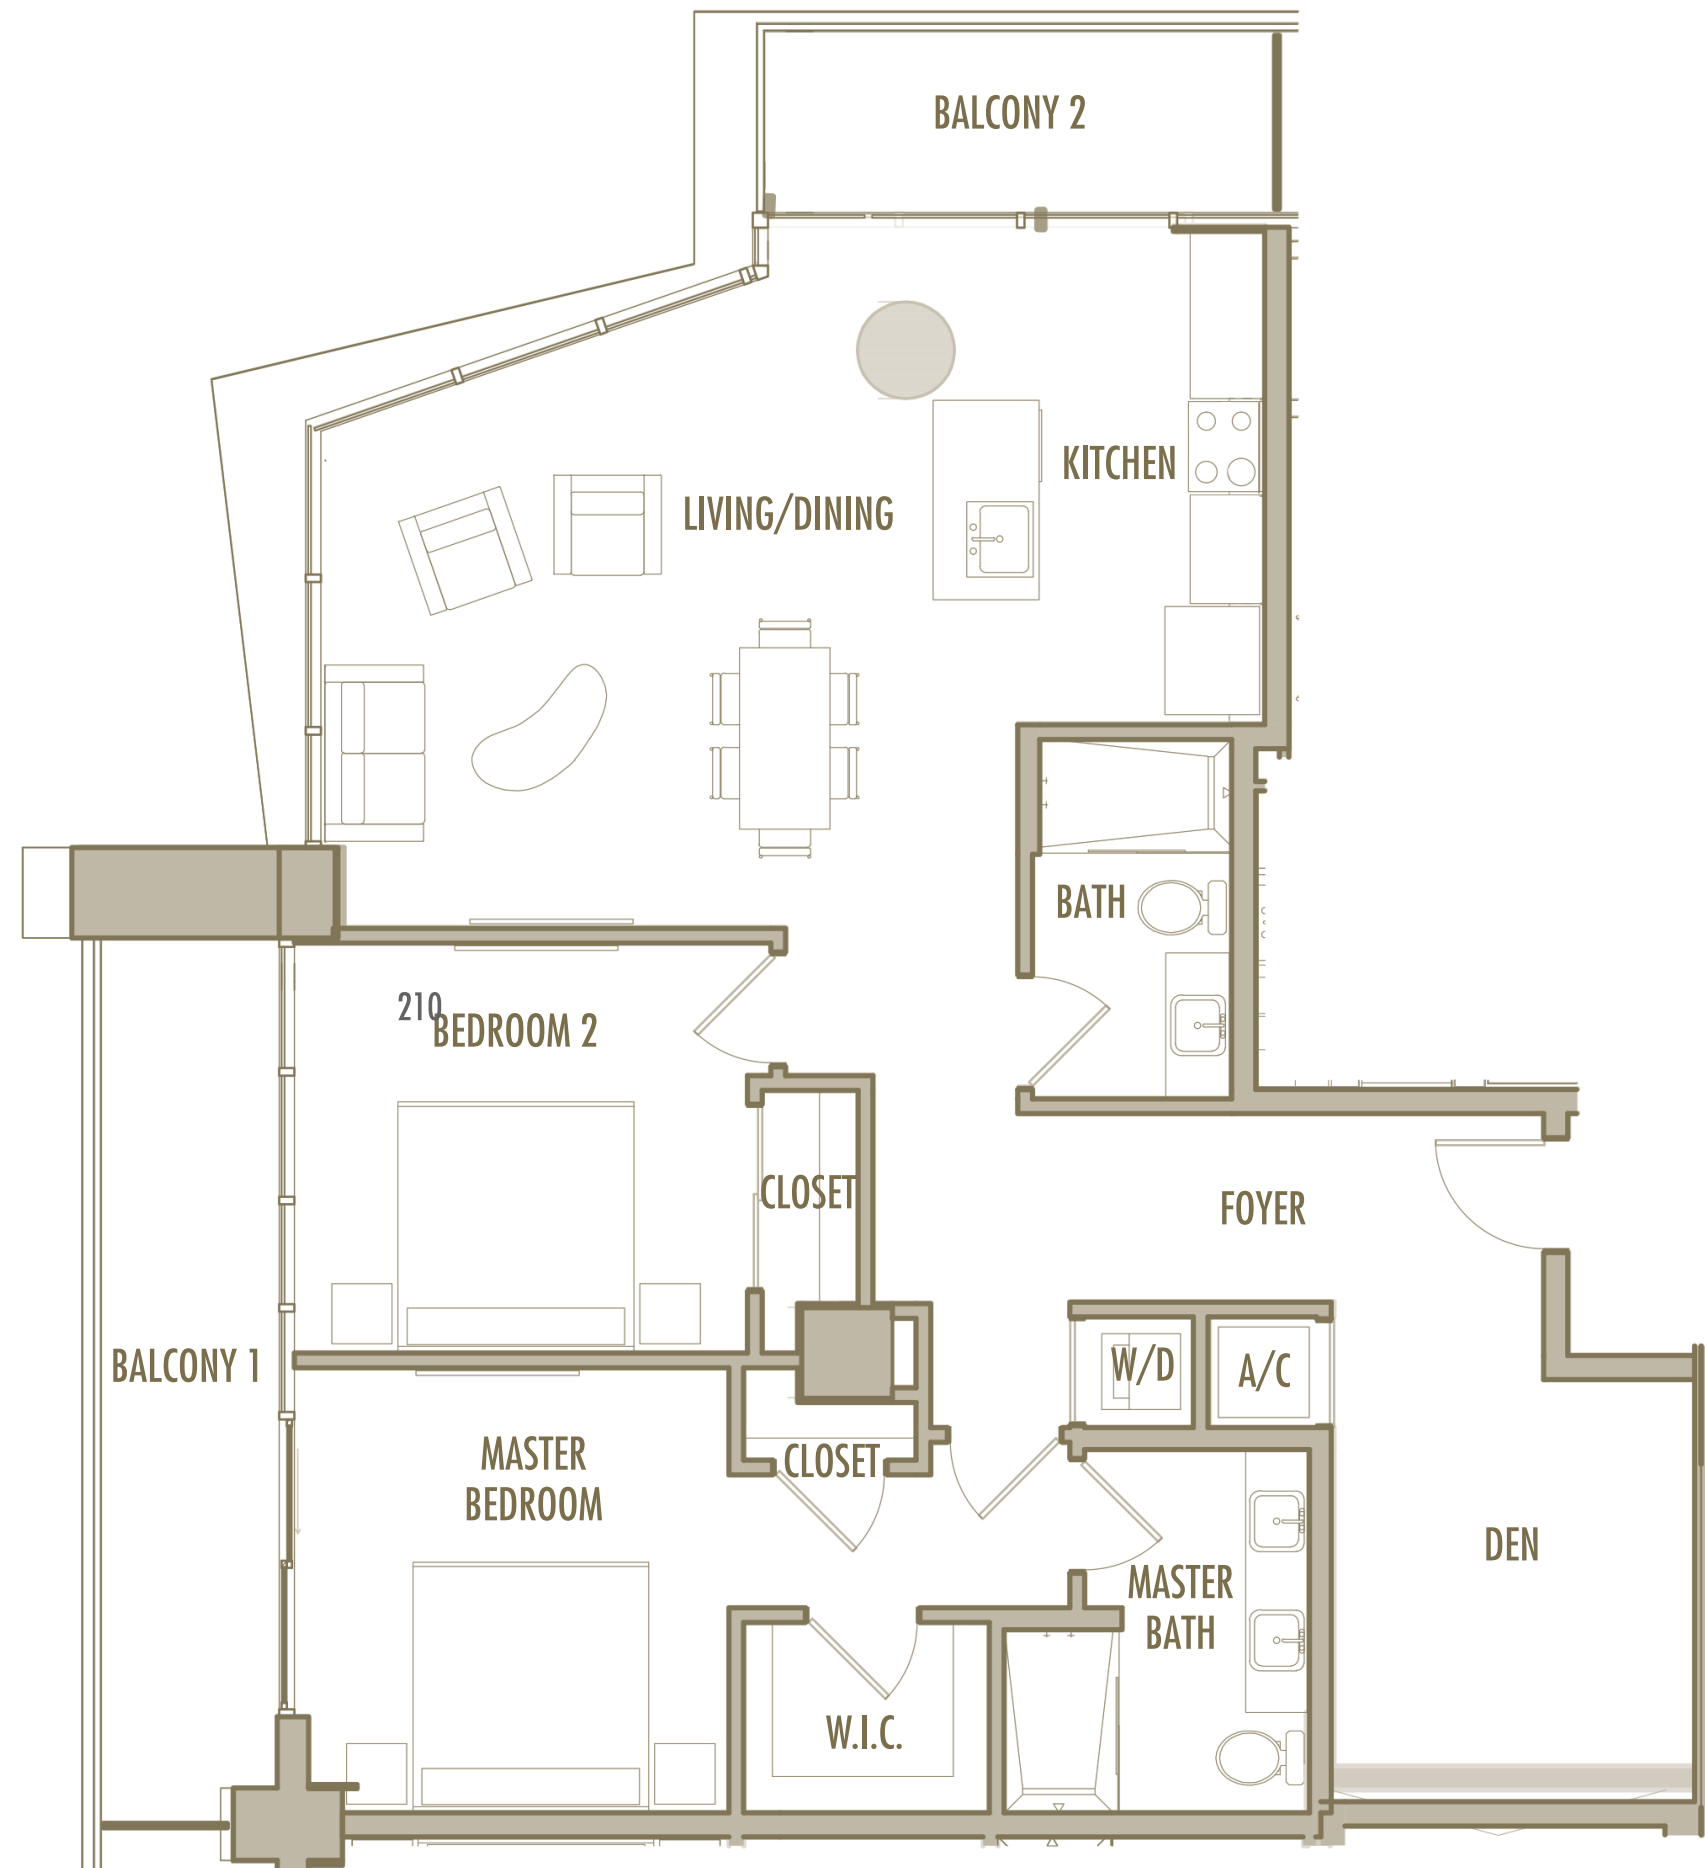 BALCONY 2
KITCHEN
LIVING/DINING
BATH
210
BEDROOM 2
CLOSET
FOYER
BALCONY 1
W/D
A/C
MASTER
BEDROOM
CLOSET
DEN
MASTER
BATH
W.I.C.